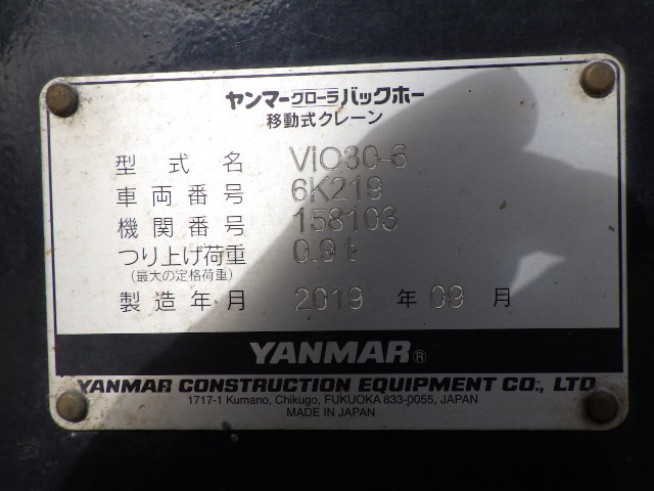 ヤンマークローラバックホー
移動式クレーン
型式名 ViO30-6
車両番号 6K219
機関番号 158103
つり上げ荷重 0.9t
(最大の定格荷重)
製造年月 2019 年 09 月
YANMAR®
YANMAR CONSTRUCTION EQUIPMENT CO., LTD.
1717-1 Kumano, Chikugo, FUKUOKA 833-0055, JAPAN
MADE IN JAPAN